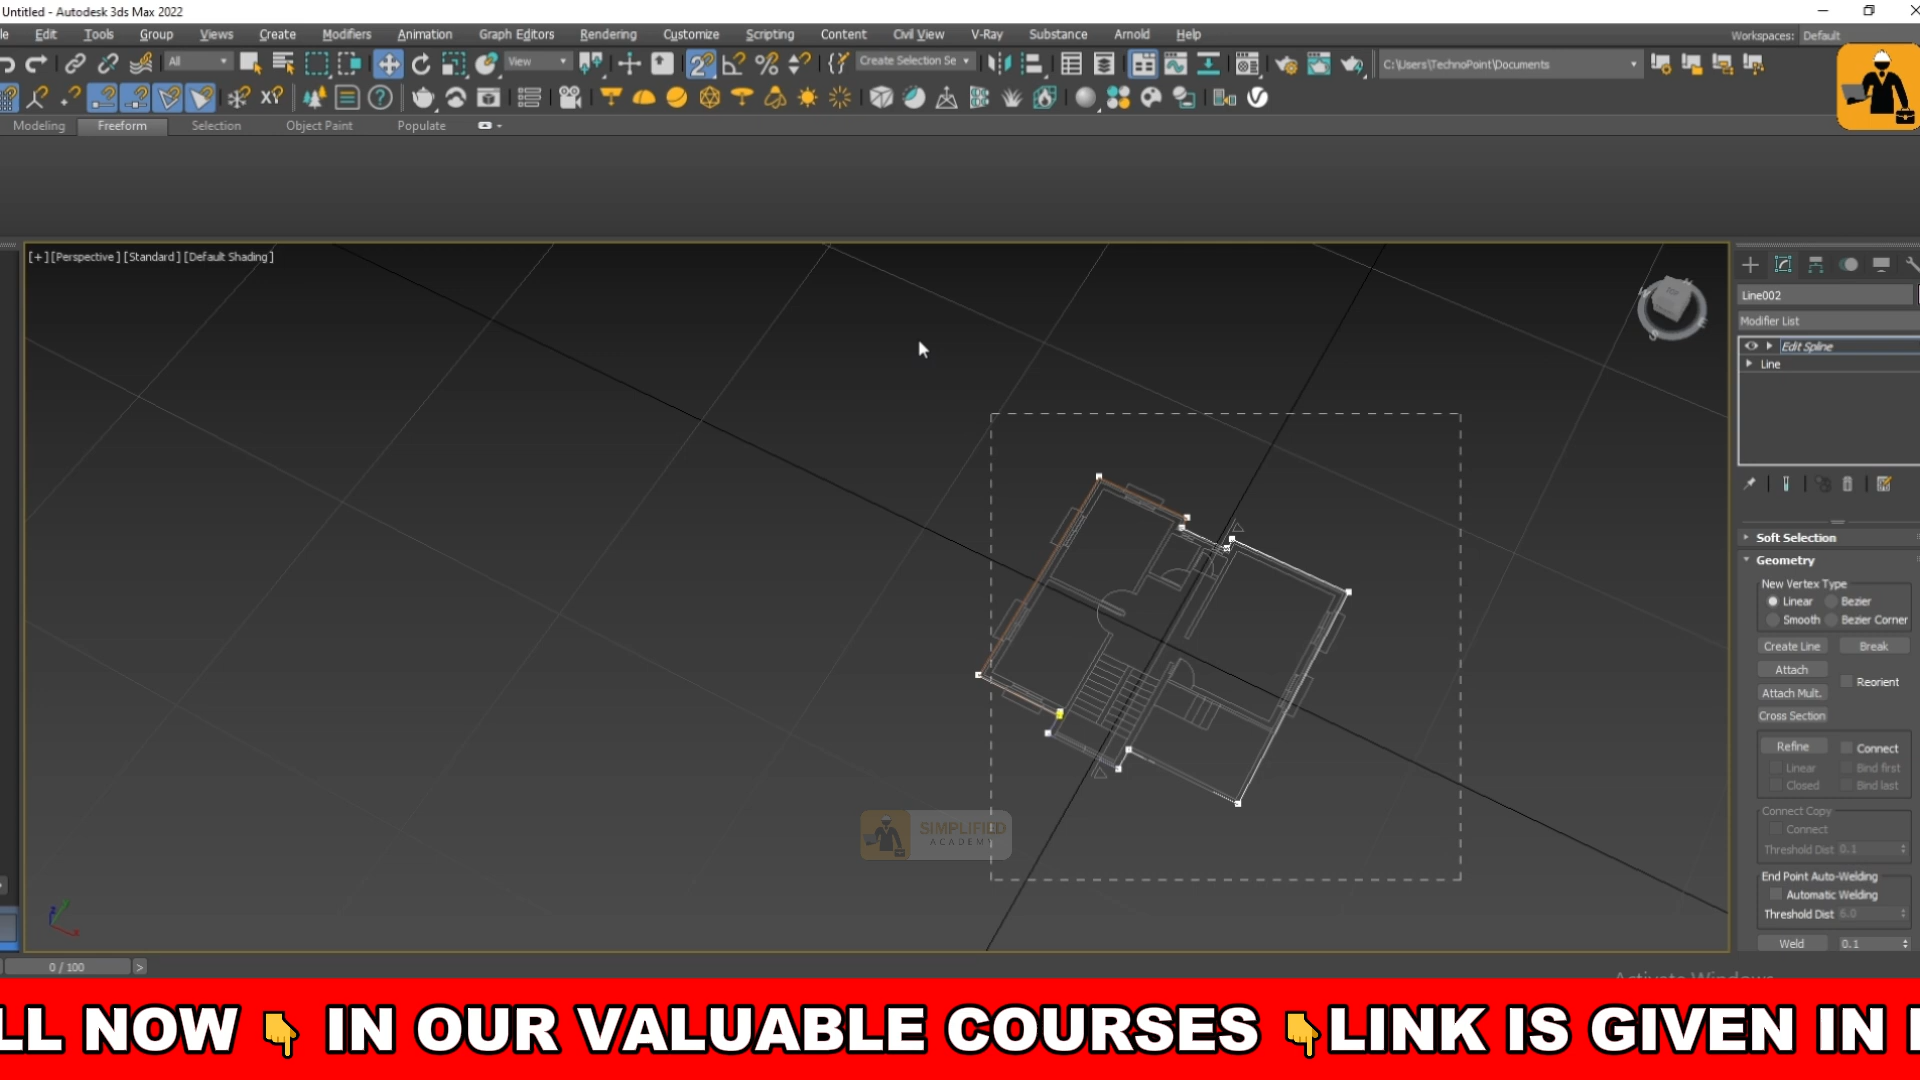 Untitled - Autodesk 3ds Max 2022
le Edit Tools Group Views Create Modifiers Animation Graph Editors Rendering Customize Scripting Content Civil View V-Ray Substance Arnold Help Workspaces: Default
All View Create Selection Se C:\Users\TechnoPoint\Documents
Modeling Freeform Selection Object Paint Populate
[+] [Perspective] [Standard] [Default Shading]
Line002
Modifier List
Edit Spline
Line
Soft Selection
Geometry
New Vertex Type
Linear Bezier
Smooth Bezier Corner
Create Line Break
Attach
Reorient
Attach Mult.
Cross Section
Refine Connect
Linear Bind first
Closed Bind last
Connect Copy
Connect
Threshold Dist 0.1
End Point Auto-Welding
Automatic Welding
Threshold Dist 6.0
Weld 0.1
SIMPLIFIED
ACADEMY
0 / 100 >
Activate Windows
LL NOW 👇 IN OUR VALUABLE COURSES 👇LINK IS GIVEN IN